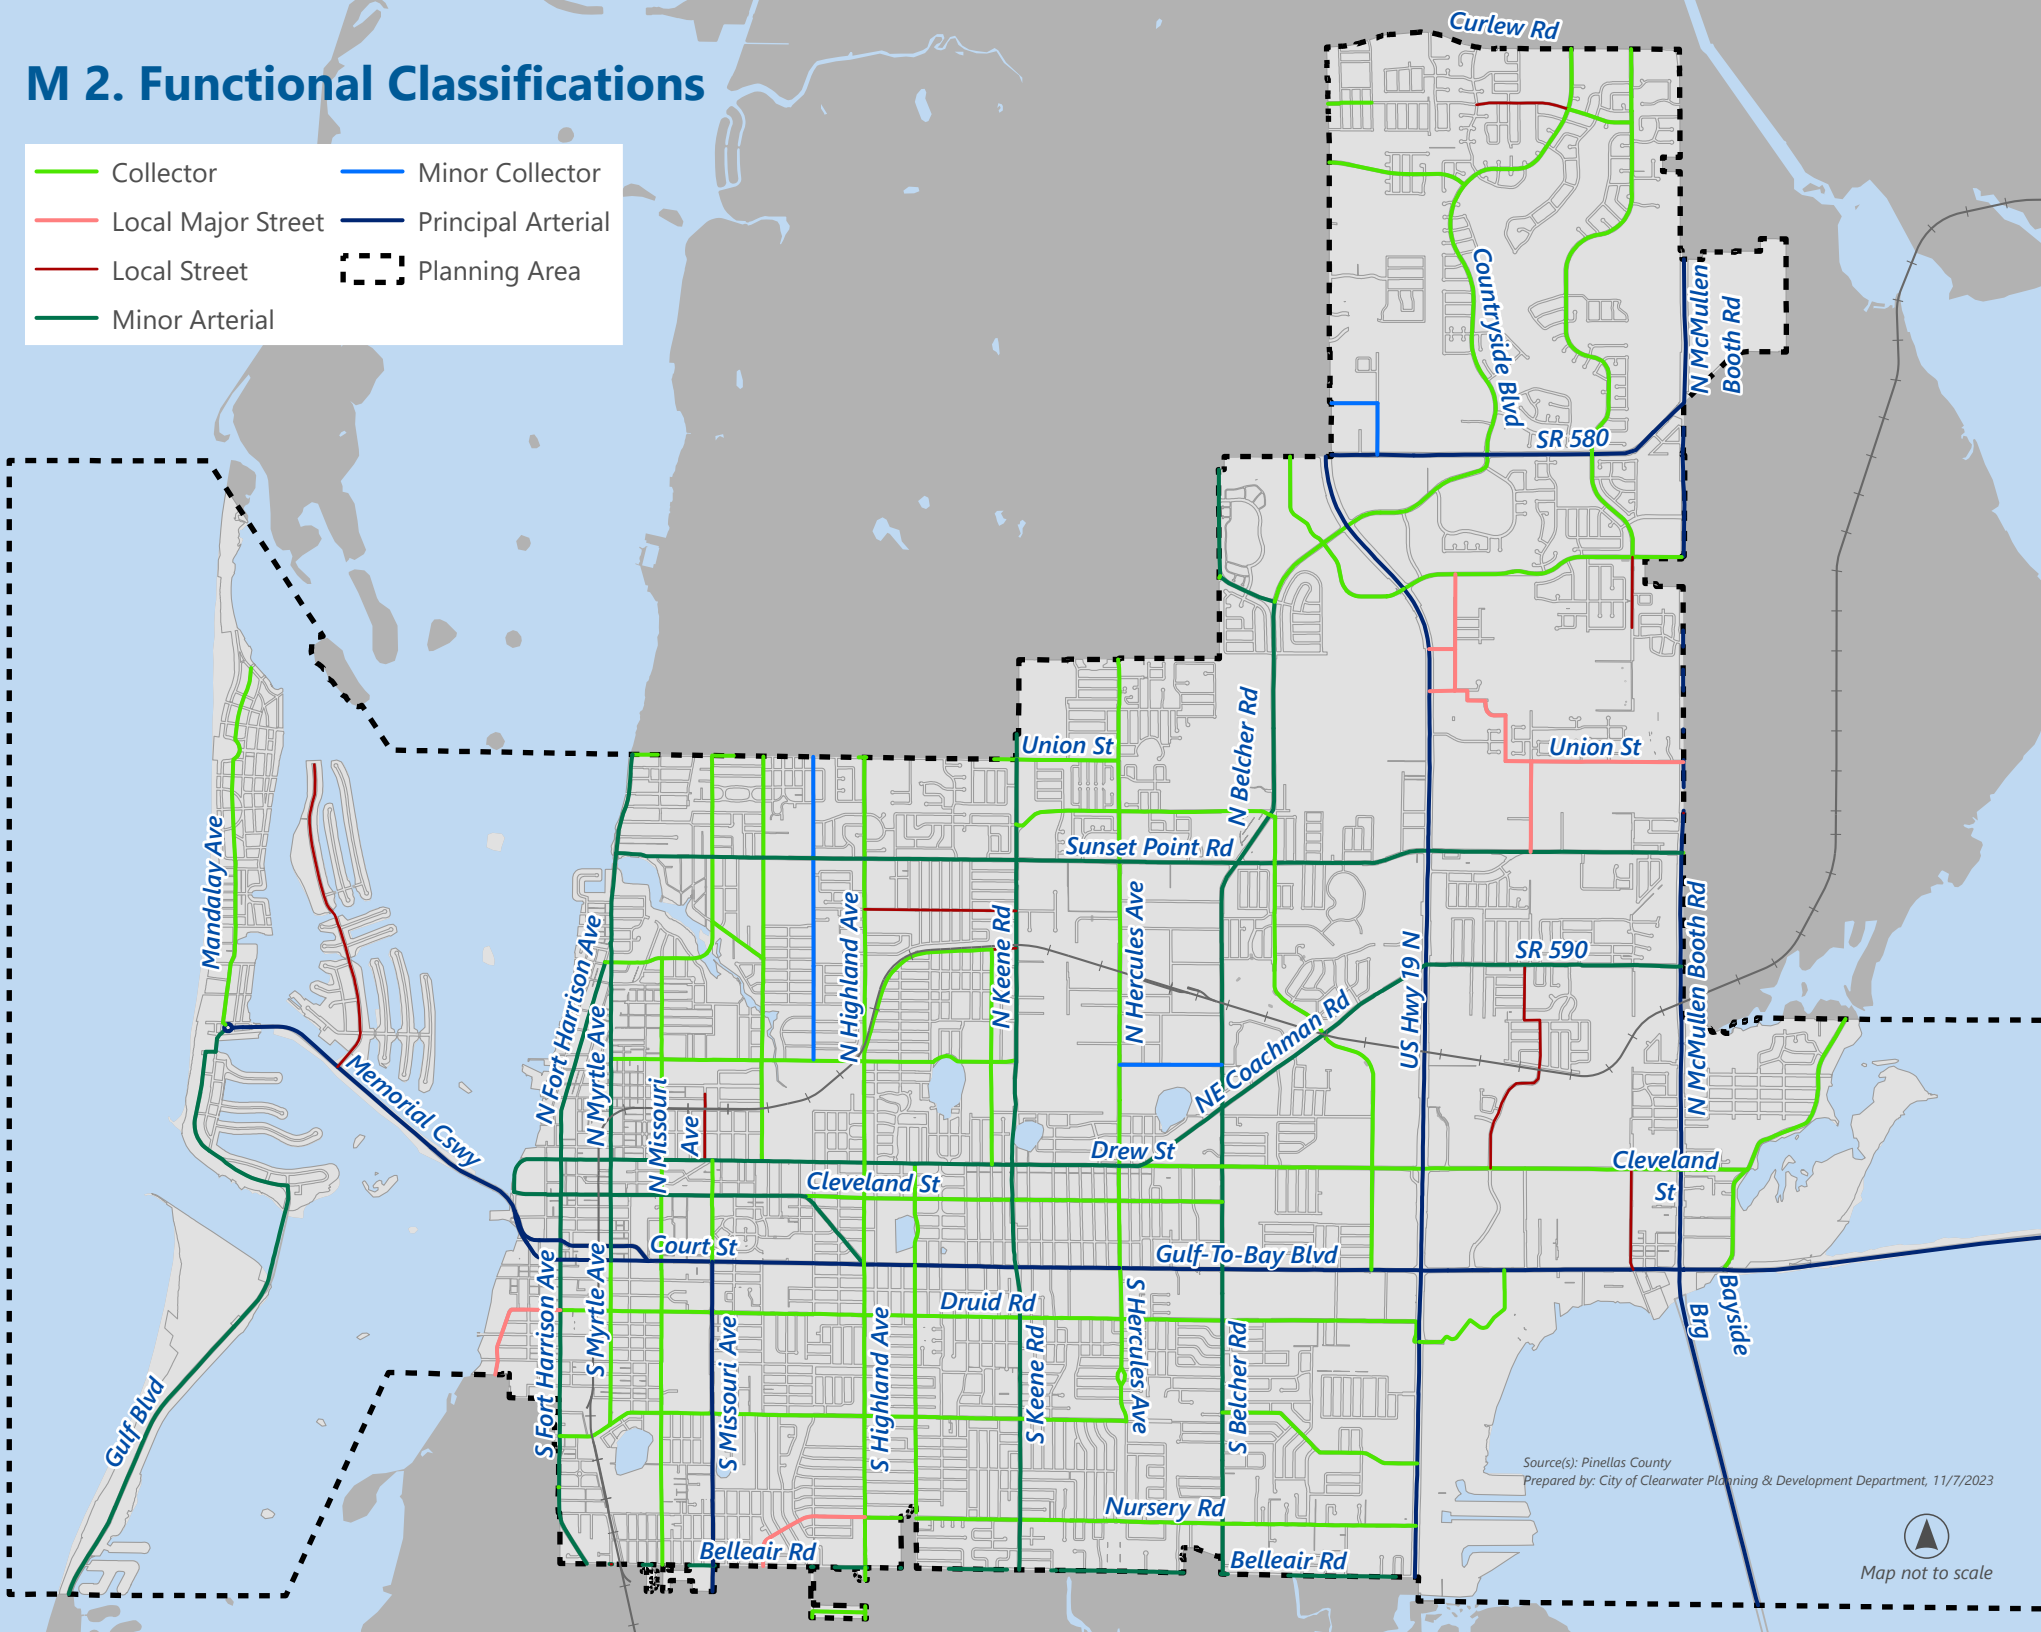 Curlew Rd
M 2. Functional Classifications
Collector
Minor Collector
Local Major Street
Principal Arterial
Local Street
Planning Area
Minor Arterial
Countryside Blvd
N McMullen
Booth Rd
SR 580
N Belcher Rd
Union St
Union St
Mandalay Ave
Sunset Point Rd
N Fort Harrison Ave
N Highland Ave
N Keene Rd
N Hercules Ave
US Hwy 19 N
SR 590
N McMullen Booth Rd
N Myrtle Ave
NE Coachman Rd
Memorial Cswy
N Missouri
Ave
Drew St
Cleveland
St
Cleveland St
Court St
Gulf-To-Bay Blvd
S Fort Harrison Ave
S Myrtle Ave
Druid Rd
S Missouri Ave
S Highland Ave
S Keene Rd
S Hercules Ave
S Belcher Rd
Bayside
Brg
Gulf Blvd
Nursery Rd
Belleair Rd
Belleair Rd
Source(s): Pinellas County
Prepared by: City of Clearwater Planning & Development Department, 11/7/2023
Map not to scale